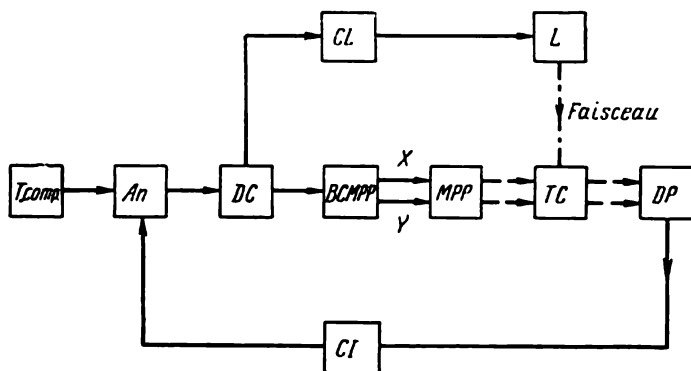 CL L
Faisceau
X
Tcomp An DC BCMPP MPP TC DP
Y
CI